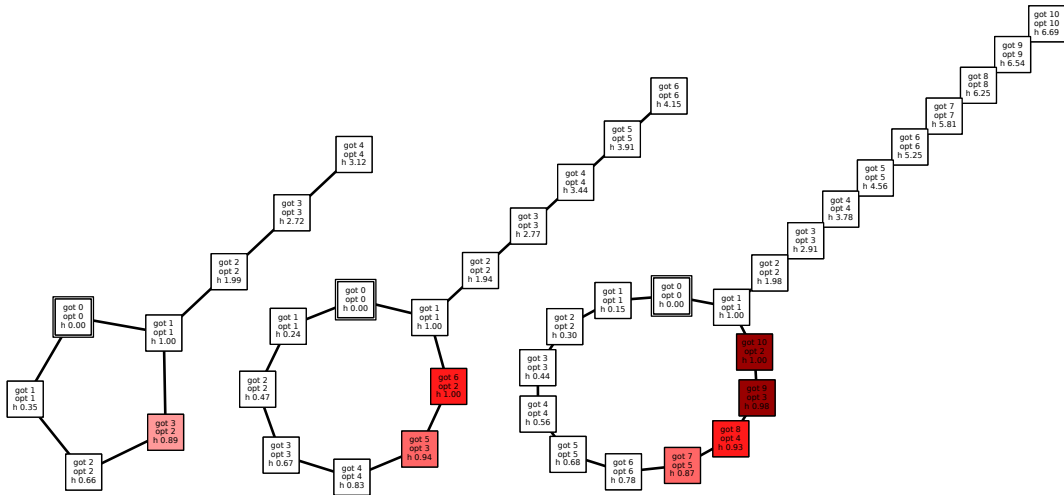 got 4
opt 4
h 3.12
got 3
opt 3
h 2.72
got 2
opt 2
h 1.99
got 0
opt 0
h 0.00
got 1
opt 1
h 1.00
got 1
opt 1
h 0.35
got 3
opt 2
h 0.89
got 2
opt 2
h 0.66
got 6
opt 6
h 4.15
got 5
opt 5
h 3.91
got 4
opt 4
h 3.44
got 3
opt 3
h 2.77
got 2
opt 2
h 1.94
got 0
opt 0
h 0.00
got 1
opt 1
h 1.00
got 1
opt 1
h 0.24
got 2
opt 2
h 0.47
got 6
opt 2
h 1.00
got 3
opt 3
h 0.67
got 5
opt 3
h 0.94
got 4
opt 4
h 0.83
got 10
opt 10
h 6.69
got 9
opt 9
h 6.54
got 8
opt 8
h 6.25
got 7
opt 7
h 5.81
got 6
opt 6
h 5.25
got 5
opt 5
h 4.56
got 4
opt 4
h 3.78
got 3
opt 3
h 2.91
got 2
opt 2
h 1.98
got 0
opt 0
h 0.00
got 1
opt 1
h 1.00
got 1
opt 1
h 0.15
got 2
opt 2
h 0.30
got 10
opt
h 1.00
got 3
opt 3
h 0.44
got 9
opt 3
h 0.98
got 4
opt 4
h 0.56
got 8
opt 4
h 0.93
got 5
opt 5
h 0.68
got 7
opt 5
h 0.87
got 6
opt 6
h 0.78